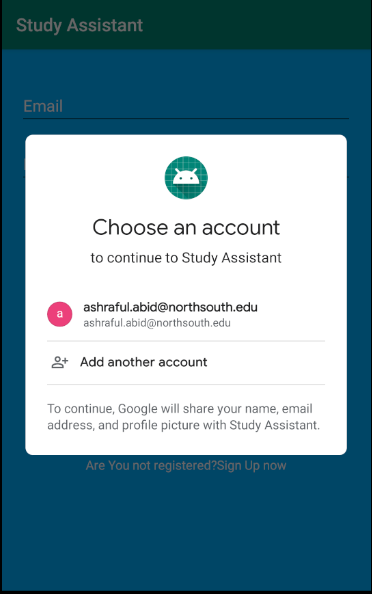 Study Assistant
Email
Choose an account
to continue to Study Assistant
a
ashraful.abid@northsouth.edu
ashraful.abid@northsouth.edu
Add another account
To continue, Google will share your name, email
address, and profile picture with Study Assistant.
Are You not registered?Sign Up now